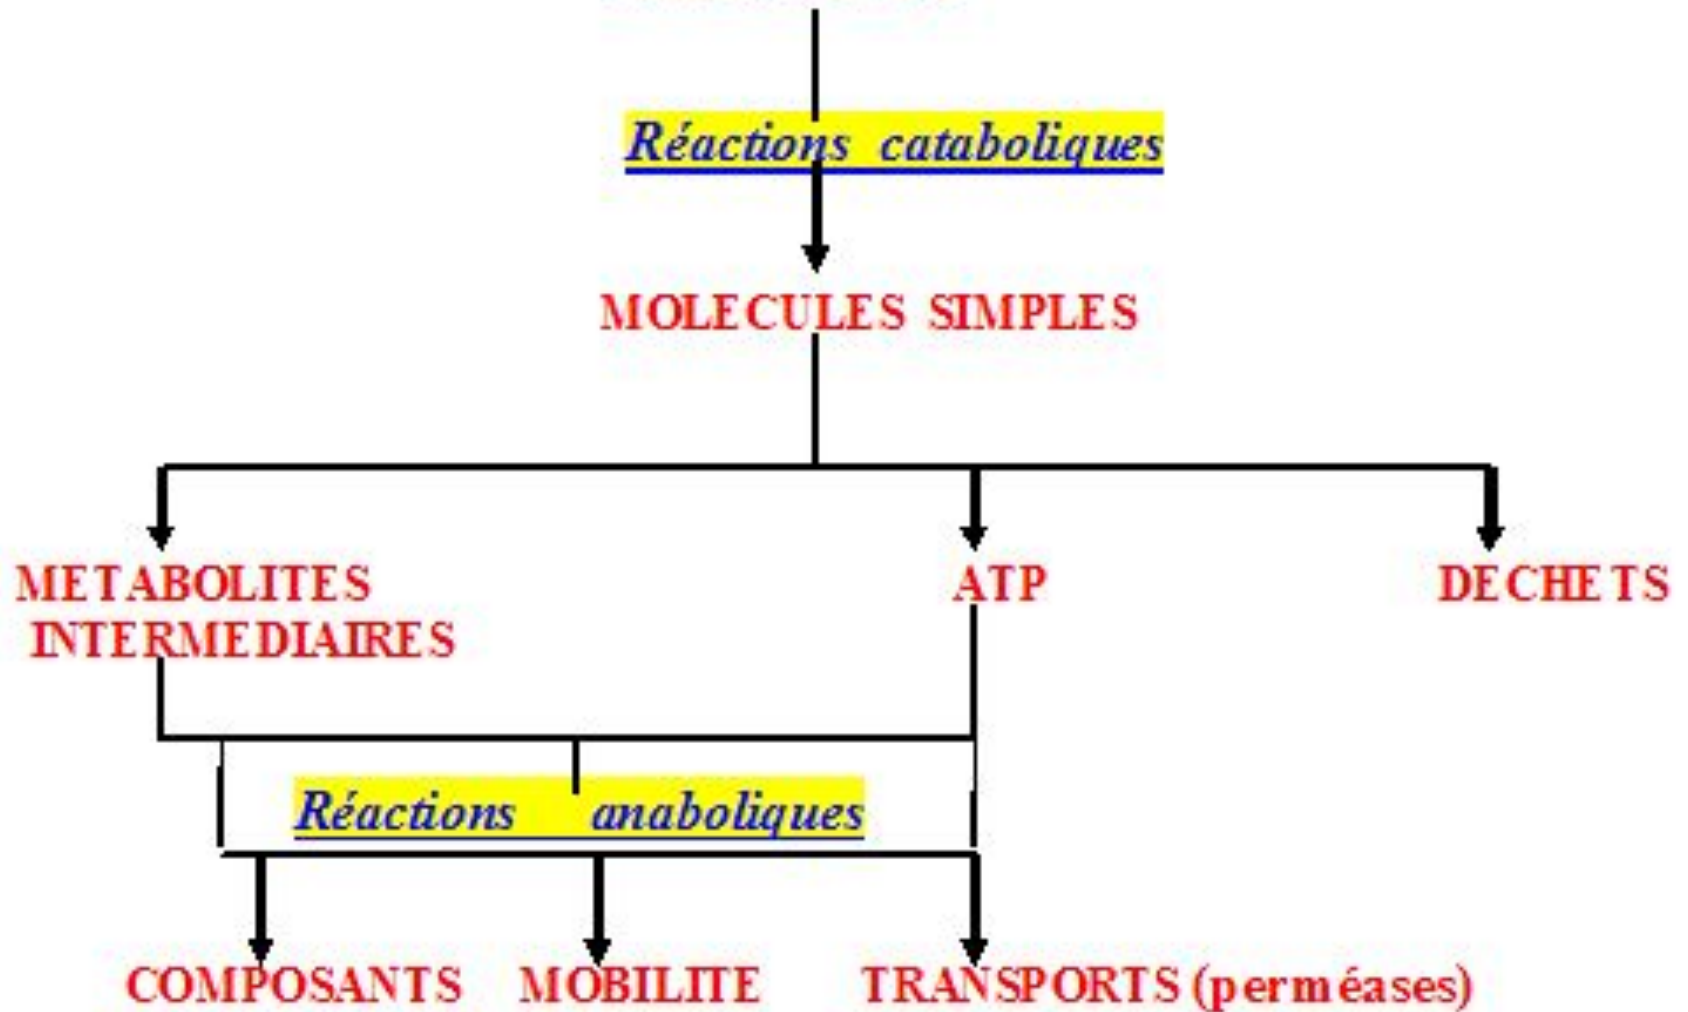 Réactions cataboliques
MOLECULES SIMPLES
METABOLITES
INTERMEDIAIRES
ATP
DECHETS
Réactions anaboliques
COMPOSANTS
MOBILITE
TRANSPORTS (perméases)